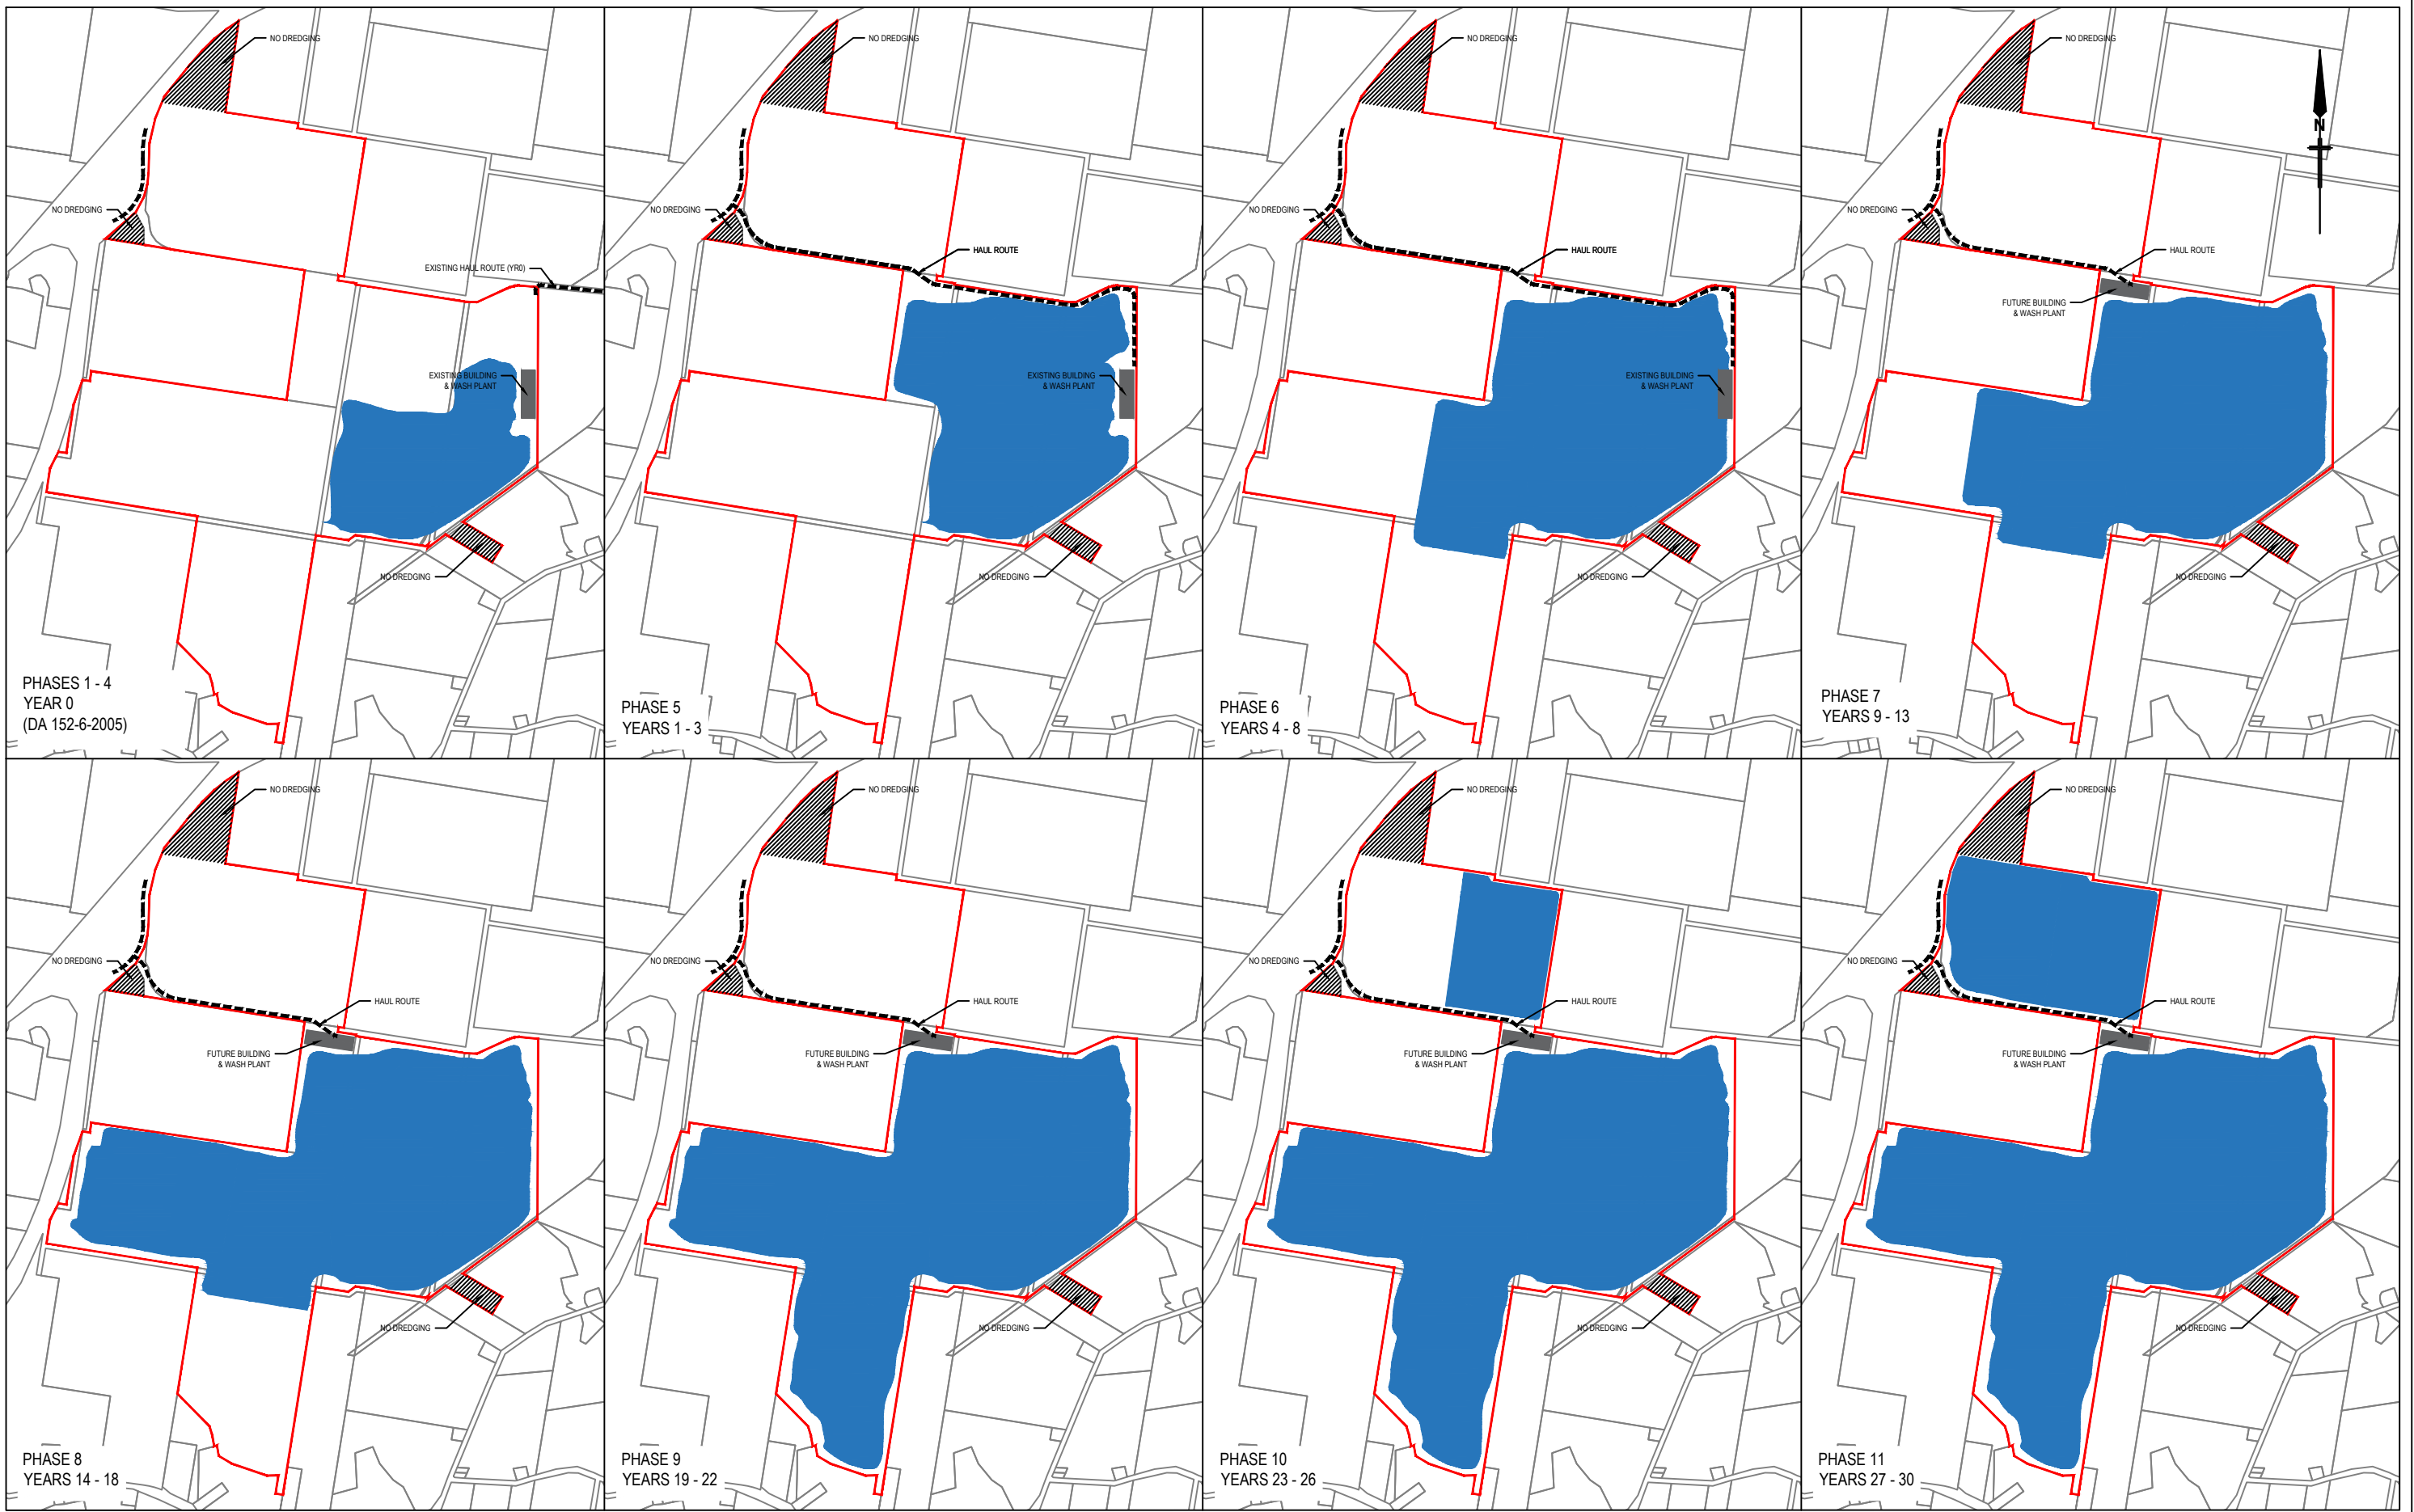 NO DREDGING
NO DREDGING
EXISTING HAUL ROUTE (YR0)
EXISTING BUILDING
& WASH PLANT
NO DREDGING
PHASES 1 - 4
YEAR 0
(DA 152-6-2005)
NO DREDGING
NO DREDGING
HAUL ROUTE
EXISTING BUILDING
& WASH PLANT
NO DREDGING
PHASE 5
YEARS 1 - 3
NO DREDGING
NO DREDGING
HAUL ROUTE
EXISTING BUILDING
& WASH PLANT
NO DREDGING
PHASE 6
YEARS 4 - 8
NO DREDGING
N
NO DREDGING
HAUL ROUTE
FUTURE BUILDING
& WASH PLANT
NO DREDGING
PHASE 7
YEARS 9 - 13
NO DREDGING
NO DREDGING
HAUL ROUTE
FUTURE BUILDING
& WASH PLANT
NO DREDGING
PHASE 8
YEARS 14 - 18
NO DREDGING
NO DREDGING
HAUL ROUTE
FUTURE BUILDING
& WASH PLANT
NO DREDGING
PHASE 9
YEARS 19 - 22
NO DREDGING
NO DREDGING
HAUL ROUTE
FUTURE BUILDING
& WASH PLANT
NO DREDGING
PHASE 10
YEARS 23 - 26
NO DREDGING
NO DREDGING
HAUL ROUTE
FUTURE BUILDING
& WASH PLANT
NO DREDGING
PHASE 11
YEARS 27 - 30